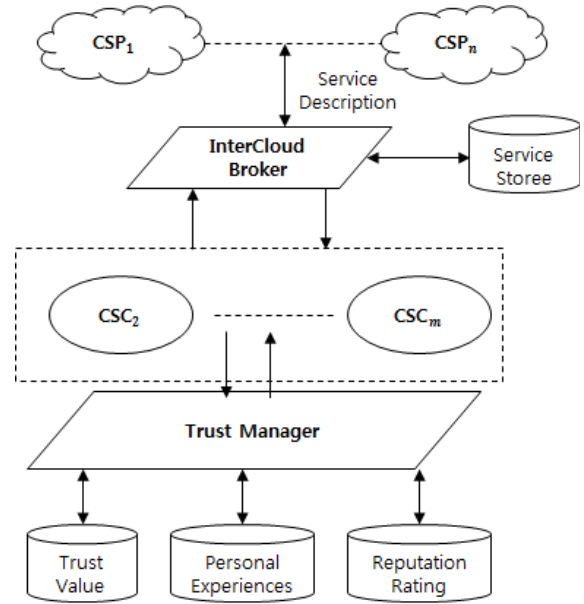 CSP₁
CSPₙ
Service
Description
InterCloud
Broker
Service
Storee
CSC₂
CSCₘ
Trust Manager
Trust
Value
Personal
Experiences
Reputation
Rating